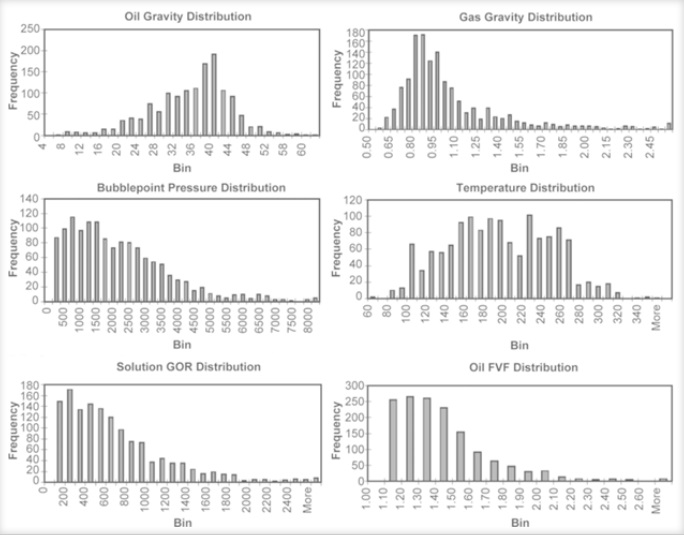 Oil Gravity Distribution
Frequency
250
200
150
100
50
0
4 8 12 16 20 24 28 32 36 40 44 48 52 56 60
Bin
Gas Gravity Distribution
Frequency
180
160
140
120
100
80
60
40
20
0
0.50 0.65 0.80 0.95 1.10 1.25 1.40 1.55 1.70 1.85 2.00 2.15 2.30 2.45
Bin
Bubblepoint Pressure Distribution
Frequency
140
120
100
80
60
40
20
0
0 500 1000 1500 2000 2500 3000 3500 4000 4500 5000 5500 6000 6500 7000 7500 8000
Bin
Temperature Distribution
Frequency
120
100
80
60
40
20
0
60 80 100 120 140 160 180 200 220 240 260 280 300 320 340 More
Bin
Solution GOR Distribution
Frequency
180
160
140
120
100
80
60
40
20
0
0 200 400 600 800 1000 1200 1400 1600 1800 2000 2200 2400 More
Bin
Oil FVF Distribution
Frequency
300
250
200
150
100
50
0
1.00 1.10 1.20 1.30 1.40 1.50 1.60 1.70 1.80 1.90 2.00 2.10 2.20 2.30 2.40 2.50 2.60 More
Bin